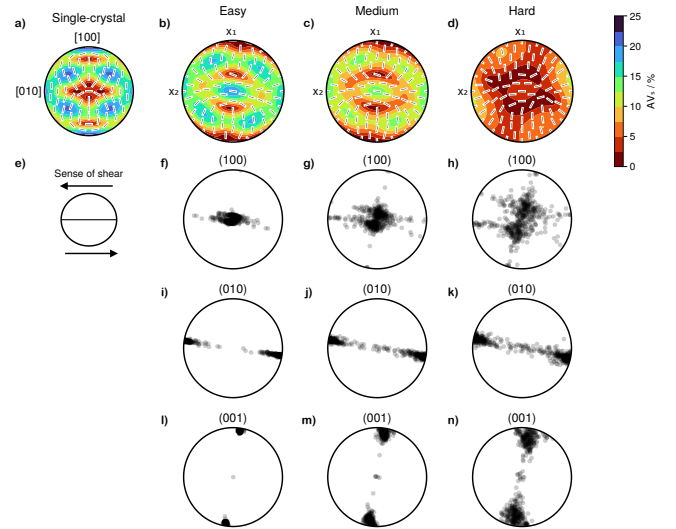 Single-crystal
Easy
Medium
Hard
a)
[100]
[010]
b)
x₁
x₂
c)
x₁
x₂
d)
x₁
x₂
25
20
15
10
5
0
AVₛ / %
e)
Sense of shear
f)
(100)
g)
(100)
h)
(100)
i)
(010)
j)
(010)
k)
(010)
l)
(001)
m)
(001)
n)
(001)